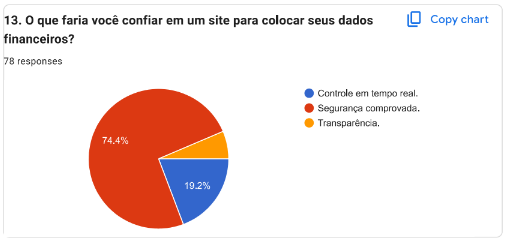 13. O que faria você confiar em um site para colocar seus dados
financeiros?
Copy chart
78 responses
Controle em tempo real.
Segurança comprovada.
Transparência.
74.4%
19.2%